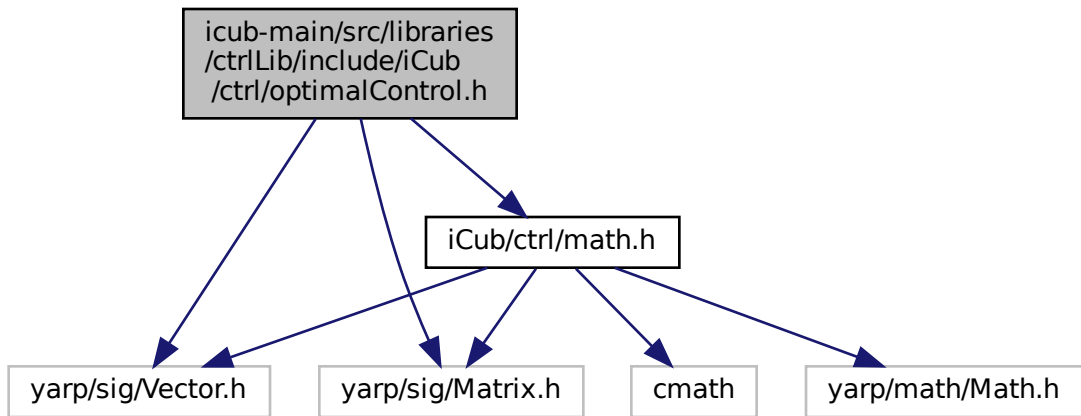 icub-main/src/libraries
/ctrlLib/include/iCub
/ctrl/optimalControl.h
iCub/ctrl/math.h
yarp/sig/Vector.h
yarp/sig/Matrix.h
cmath
yarp/math/Math.h